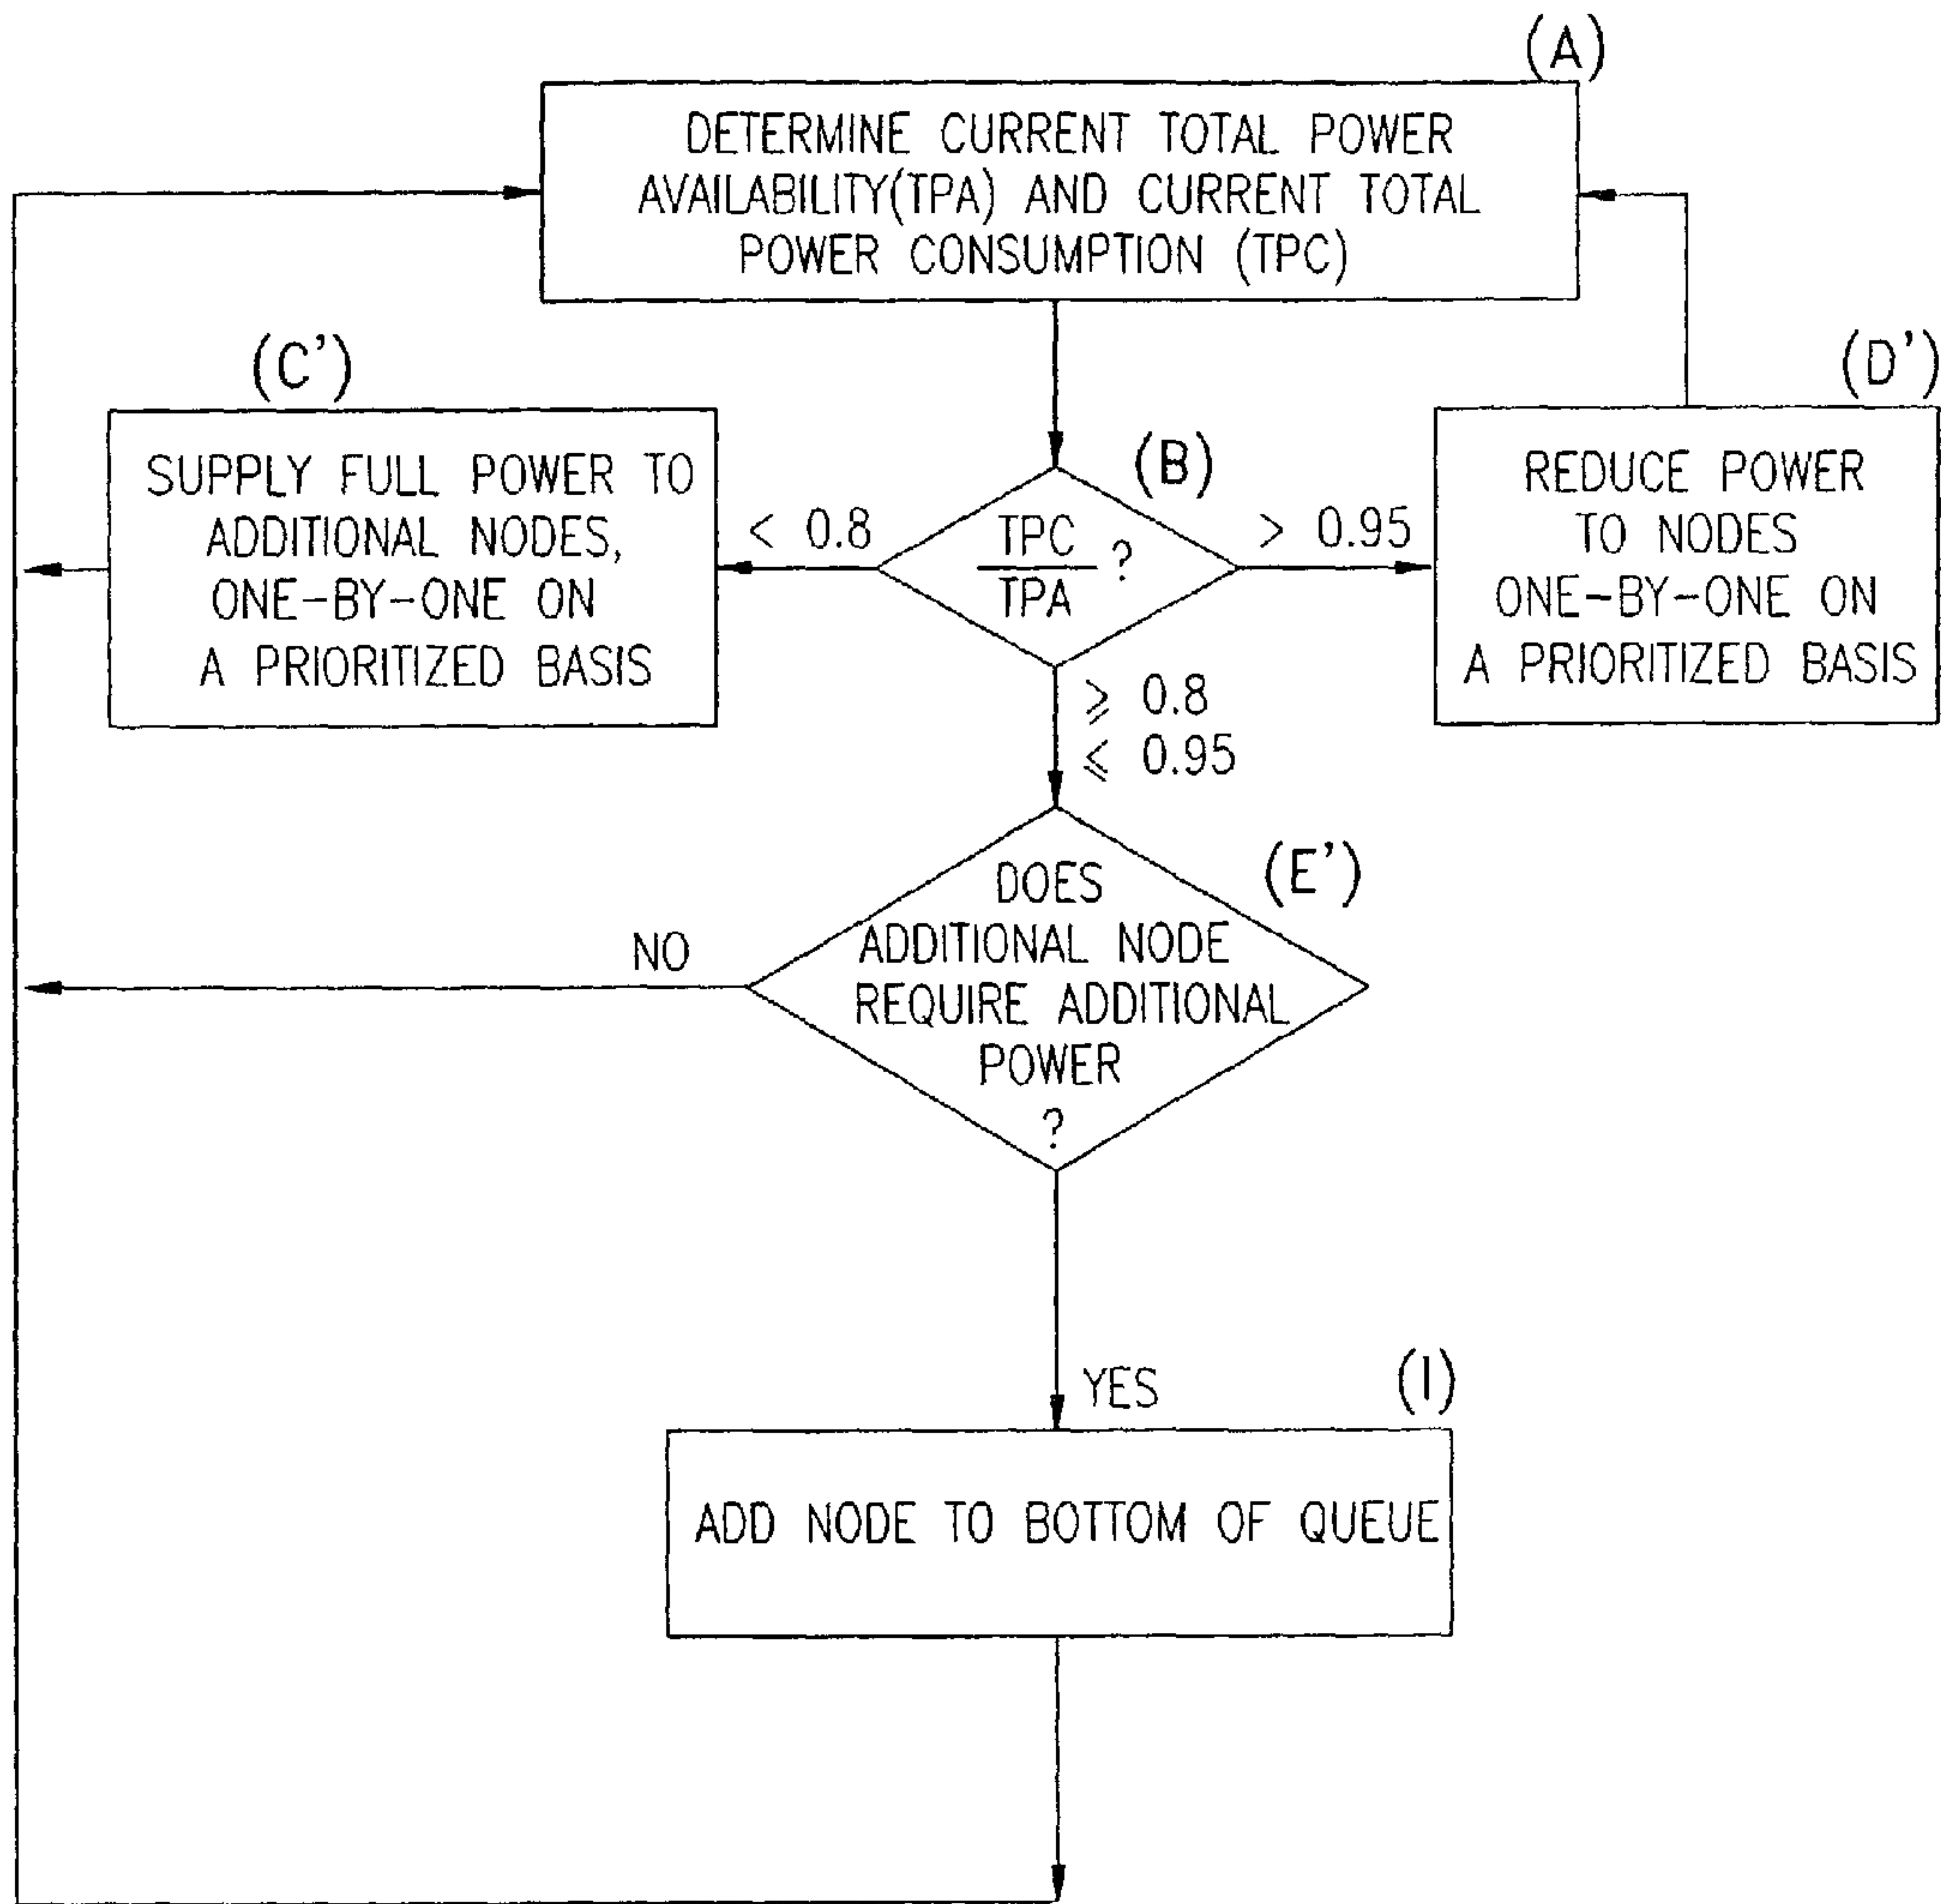 (A)
DETERMINE CURRENT TOTAL POWER
AVAILABILITY(TPA) AND CURRENT TOTAL
POWER CONSUMPTION (TPC)
(C')
SUPPLY FULL POWER TO
ADDITIONAL NODES,
ONE-BY-ONE ON
A PRIORITIZED BASIS
< 0.8
(B)
TPC
TPA
?
> 0.95
(D')
REDUCE POWER
TO NODES
ONE-BY-ONE ON
A PRIORITIZED BASIS
⩾ 0.8
⩽ 0.95
(E')
DOES
ADDITIONAL NODE
REQUIRE ADDITIONAL
POWER
?
NO
YES
(I)
ADD NODE TO BOTTOM OF QUEUE